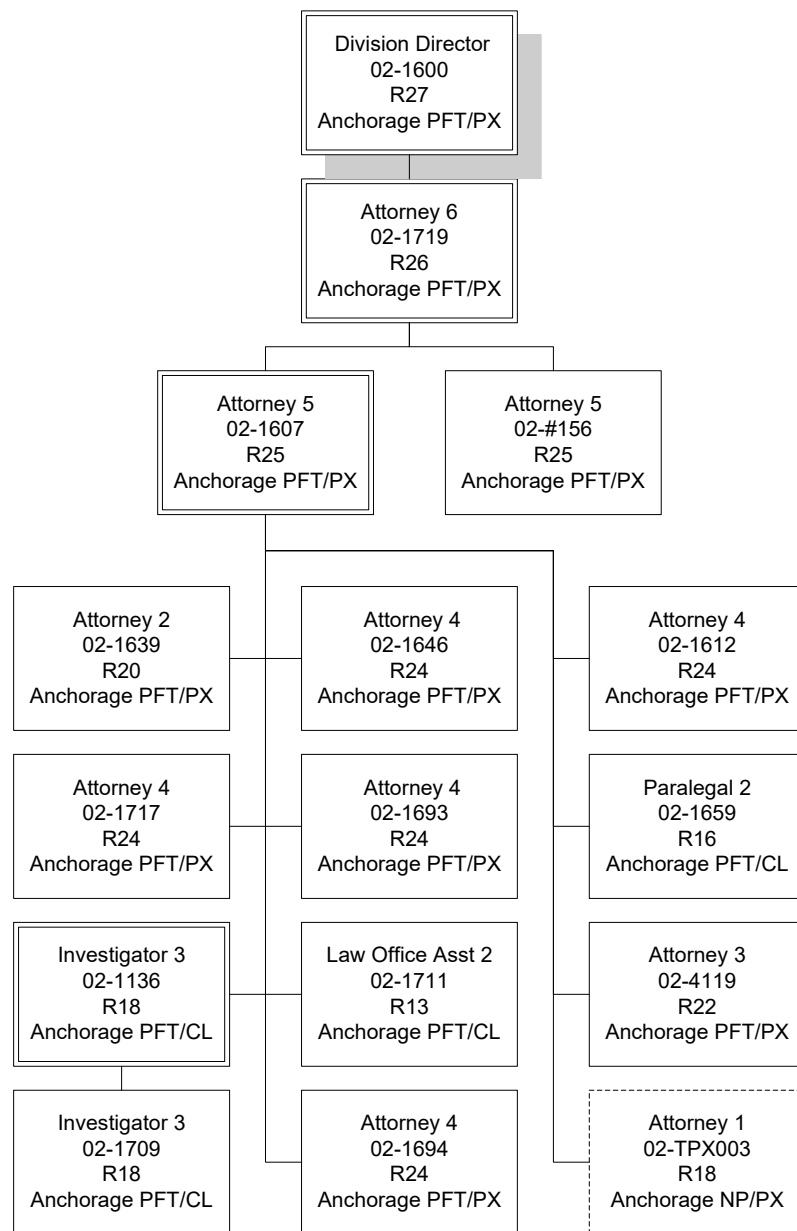 Division Director
02-1600
R27
Anchorage PFT/PX
Attorney 6
02-1719
R26
Anchorage PFT/PX
Attorney 5
02-1607
R25
Anchorage PFT/PX
Attorney 5
02-#156
R25
Anchorage PFT/PX
Attorney 2
02-1639
R20
Anchorage PFT/PX
Attorney 4
02-1646
R24
Anchorage PFT/PX
Attorney 4
02-1612
R24
Anchorage PFT/PX
Attorney 4
02-1717
R24
Anchorage PFT/PX
Attorney 4
02-1693
R24
Anchorage PFT/PX
Paralegal 2
02-1659
R16
Anchorage PFT/CL
Investigator 3
02-1136
R18
Anchorage PFT/CL
Law Office Asst 2
02-1711
R13
Anchorage PFT/CL
Attorney 3
02-4119
R22
Anchorage PFT/PX
Investigator 3
02-1709
R18
Anchorage PFT/CL
Attorney 4
02-1694
R24
Anchorage PFT/PX
Attorney 1
02-TPX003
R18
Anchorage NP/PX